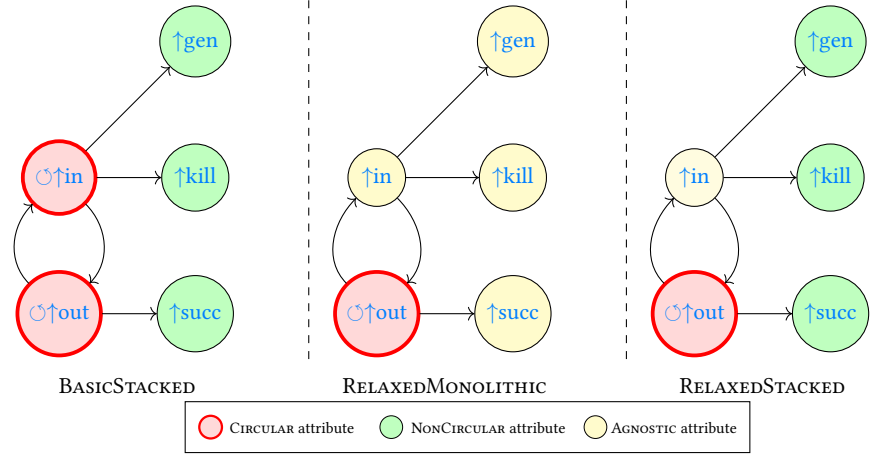 ↑gen ↑gen ↑gen
↺↑in ↑kill ↑in ↑kill ↑in ↑kill
↺↑out ↑succ ↺↑out ↑succ ↺↑out ↑succ
BASICSTACKED RELAXEDMONOLITHIC RELAXEDSTACKED
CIRCULAR attribute NONCIRCULAR attribute AGNOSTIC attribute